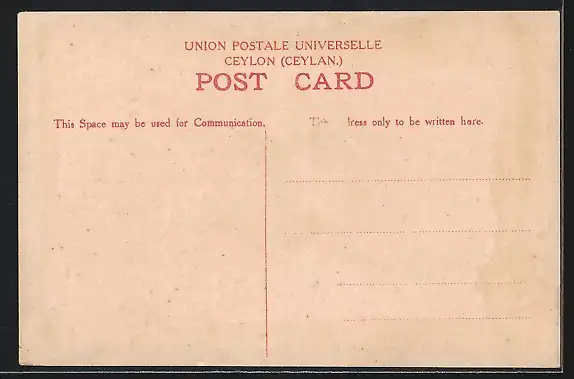 UNION POSTALE UNIVERSELLE
CEYLON (CEYLAN.)
POST CARD
This Space may be used for Communication.
only to be written here.